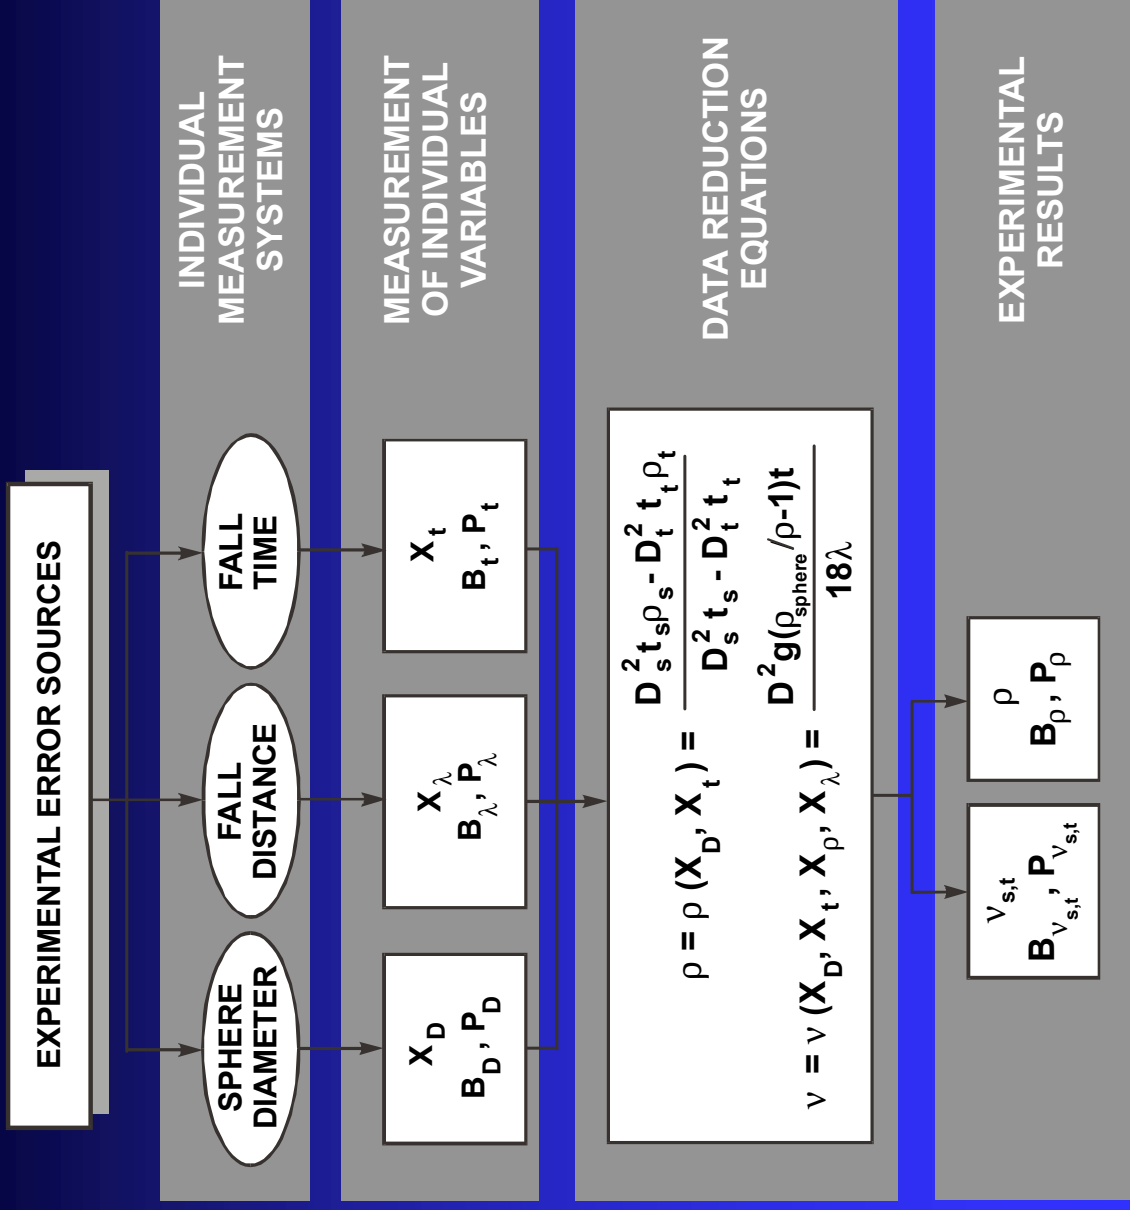 EXPERIMENTAL ERROR SOURCES
SPHERE
DIAMETER
FALL
DISTANCE
FALL
TIME
INDIVIDUAL
MEASUREMENT
SYSTEMS
X_D
B_D, P_D
X_λ
B_λ, P_λ
X_t
B_t, P_t
MEASUREMENT
OF INDIVIDUAL
VARIABLES
ρ = ρ (X_D, X_t) = (D_s^2 t_s ρ_s - D_t^2 t_t ρ_t) / (D_s^2 t_s - D_t^2 t_t)
ν = ν (X_D, X_t, X_ρ, X_λ) = D^2 g(ρ_sphere/ρ-1)t / 18λ
DATA REDUCTION
EQUATIONS
ν_s,t
B_ν_s,t, P_ν_s,t
ρ
B_ρ, P_ρ
EXPERIMENTAL
RESULTS